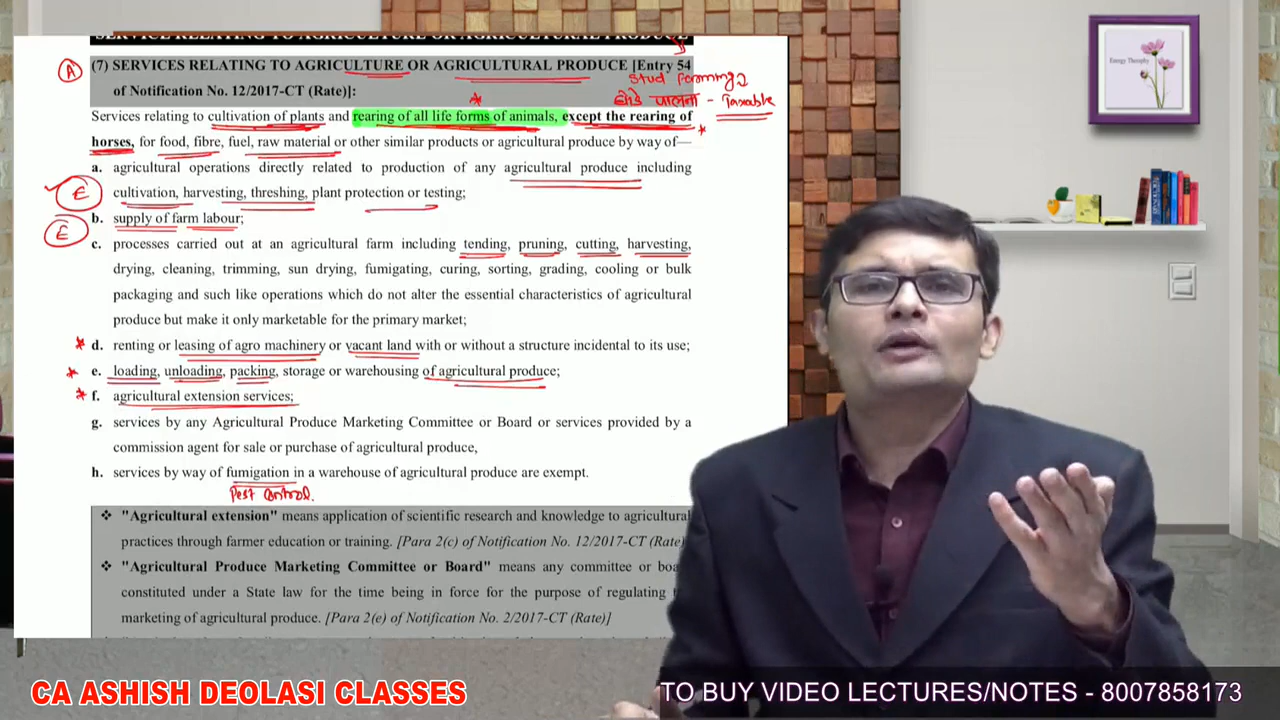 SERVICE RELATING TO AGRICULTURE OR AGRICULTURAL PRODUCE
A (7) SERVICES RELATING TO AGRICULTURE OR AGRICULTURAL PRODUCE [Entry 54
of Notification No. 12/2017-CT (Rate)]:
Stud Farming
घोडे पालना - Taxable
Services relating to cultivation of plants and rearing of all life forms of animals, except the rearing of
horses, for food, fibre, fuel, raw material or other similar products or agricultural produce by way of—
a. agricultural operations directly related to production of any agricultural produce including
E cultivation, harvesting, threshing, plant protection or testing;
E b. supply of farm labour;
c. processes carried out at an agricultural farm including tending, pruning, cutting, harvesting,
drying, cleaning, trimming, sun drying, fumigating, curing, sorting, grading, cooling or bulk
packaging and such like operations which do not alter the essential characteristics of agricultural
produce but make it only marketable for the primary market;
d. renting or leasing of agro machinery or vacant land with or without a structure incidental to its use;
e. loading, unloading, packing, storage or warehousing of agricultural produce;
f. agricultural extension services;
g. services by any Agricultural Produce Marketing Committee or Board or services provided by a
commission agent for sale or purchase of agricultural produce,
h. services by way of fumigation in a warehouse of agricultural produce are exempt.
Pest Control.
❖ "Agricultural extension" means application of scientific research and knowledge to agricultural
practices through farmer education or training. [Para 2(c) of Notification No. 12/2017-CT (Rate)
❖ "Agricultural Produce Marketing Committee or Board" means any committee or
constituted under a State law for the time being in force for the purpose of regulating
marketing of agricultural produce. [Para 2(e) of Notification No. 2/2017-CT (Rate)]
Energy Therophy
CA ASHISH DEOLASI CLASSES
TO BUY VIDEO LECTURES/NOTES - 8007858173